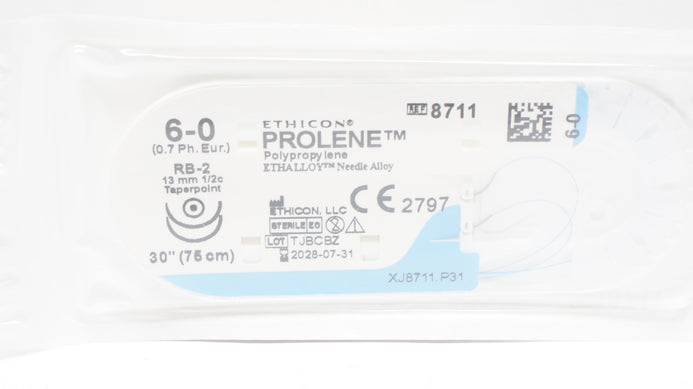 6-0
(0.7 Ph. Eur.)
RB-2
13 mm 1/2c
Taperpoint
30" (75 cm)
ETHICON®
PROLENE™
Polypropylene
ETHALLOY™ Needle Alloy
ETHICON, LLC
STERILE EO
2
LOT TJBCBZ
2028-07-31
CE 2797
REF 8711
6-0
XJ8711.P31